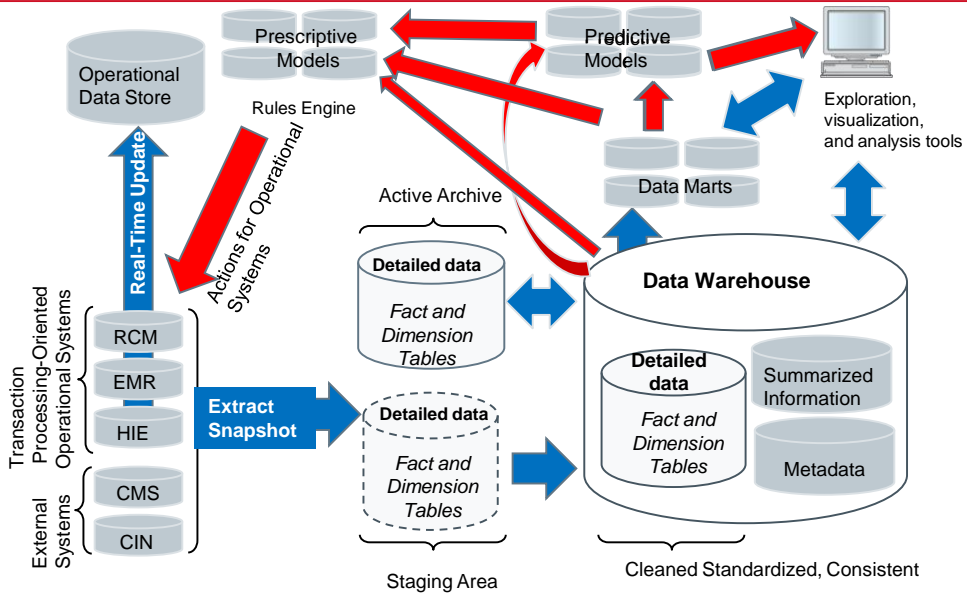 Operational
Data Store
Prescriptive
Models
Rules Engine
Predictive
Models
Exploration,
visualization,
and analysis tools
Data Marts
Real-Time Update
Actions for Operational
Systems
Active Archive
Detailed data
Fact and
Dimension
Tables
Data Warehouse
Detailed
data
Fact and
Dimension
Tables
Summarized
Information
Metadata
Transaction
Processing-Oriented
Operational Systems
RCM
EMR
HIE
External
Systems
CMS
CIN
Extract
Snapshot
Detailed data
Fact and
Dimension
Tables
Staging Area
Cleaned Standardized, Consistent